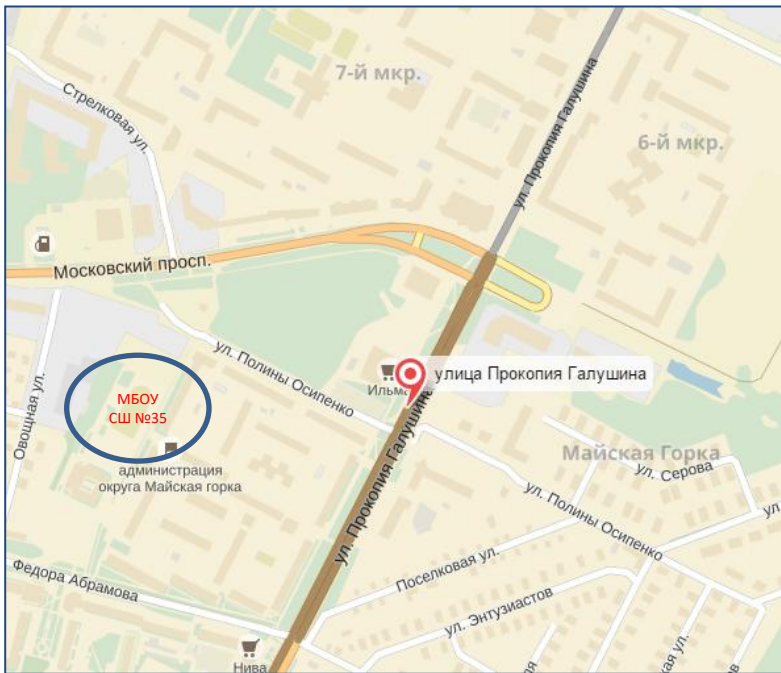 7-й мкр.
Стрелковая ул.
ул. Прокопия Галушина
6-й мкр.
Московский просп.
ул. Полины Осипенко
улица Прокопия Галушина
МБОУ
СШ №35
Овощная ул.
администрация
округа Майская горка
ул. Прокопия Галушина
Майская Горка
ул. Серова
ул. Полины Осипенко
ул.
Поселковая ул.
Федора Абрамова
ул. Энтузиастов
Нива